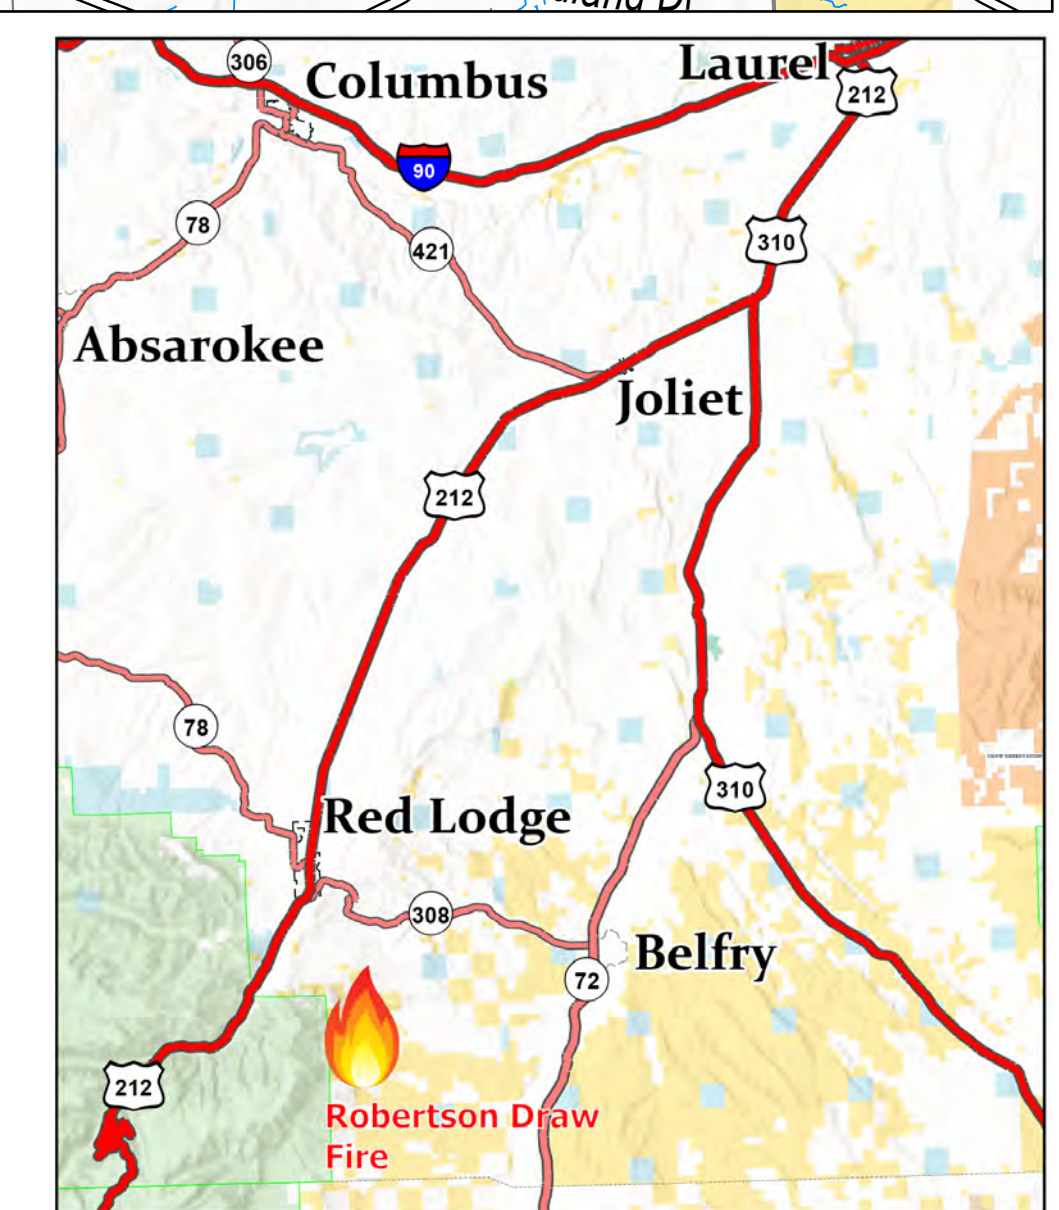 306
Columbus
Laurel
212
90
78
421
310
Absarokee
Joliet
212
78
310
Red Lodge
308
Belfry
72
212
Robertson Draw
Fire